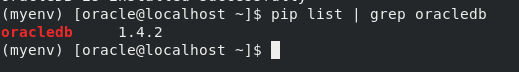 (myenv) [oracle@localhost ~]$ pip list | grep oracledb
oracledb      1.4.2
(myenv) [oracle@localhost ~]$